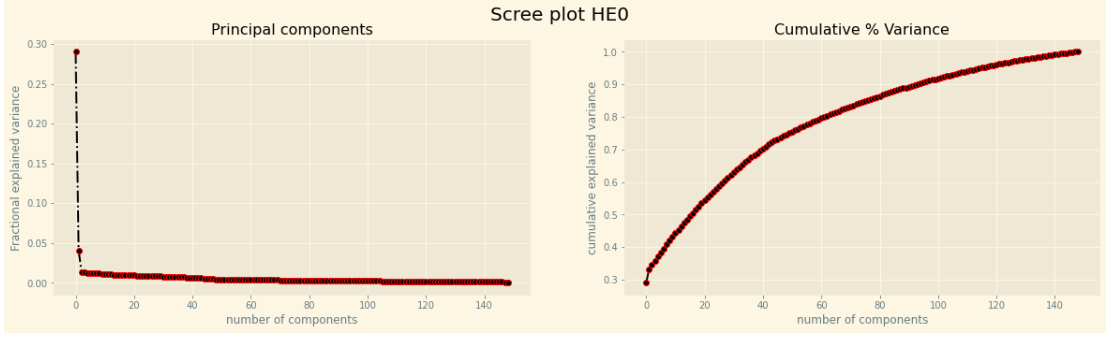 Scree plot HE0
Principal components
Fractional explained variance
0.30
0.25
0.20
0.15
0.10
0.05
0.00
0 20 40 60 80 100 120 140
number of components
Cumulative % Variance
cumulative explained variance
1.0
0.9
0.8
0.7
0.6
0.5
0.4
0.3
0 20 40 60 80 100 120 140
number of components